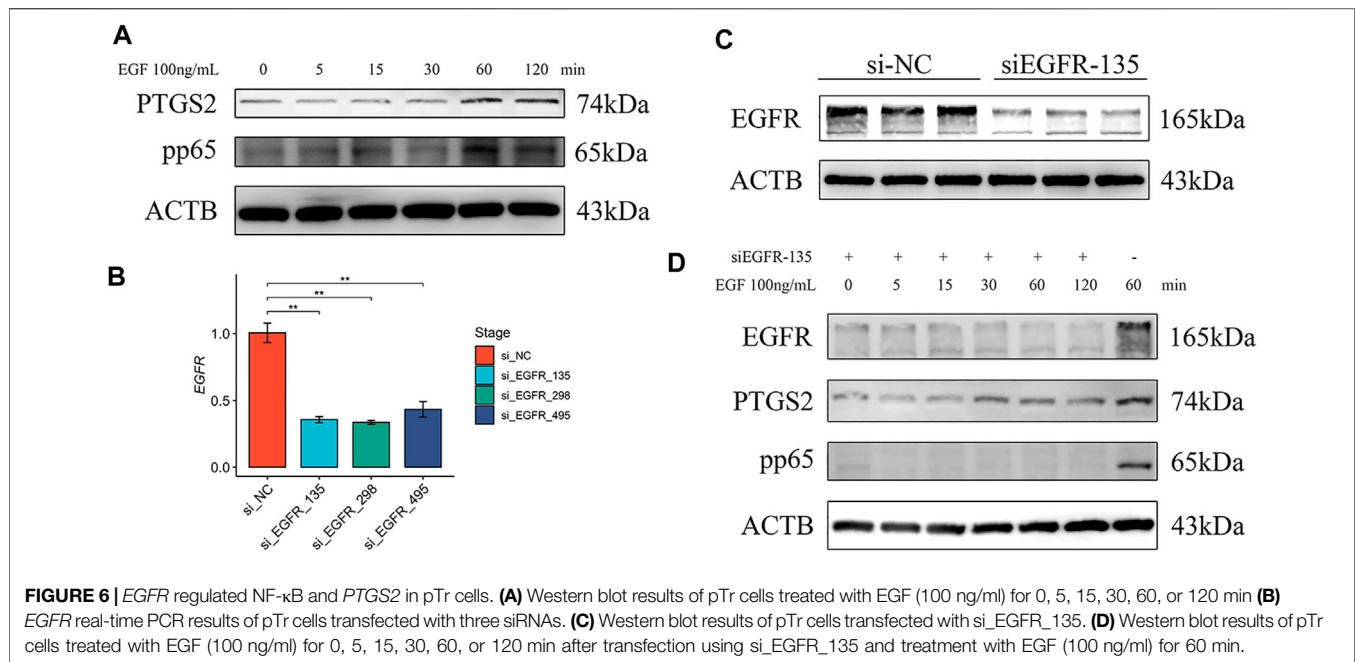 A
EGF 100ng/mL 0 5 15 30 60 120 min
PTGS2 74kDa
pp65 65kDa
ACTB 43kDa
B
** 
**
**
EGFR
1.0
0.5
0.0
si_NC
si_EGFR_135
si_EGFR_298
si_EGFR_495
Stage
si_NC
si_EGFR_135
si_EGFR_298
si_EGFR_495
C
si-NC siEGFR-135
EGFR 165kDa
ACTB 43kDa
D
siEGFR-135 + + + + + + -
EGF 100ng/mL 0 5 15 30 60 120 60 min
EGFR 165kDa
PTGS2 74kDa
pp65 65kDa
ACTB 43kDa
FIGURE 6 | EGFR regulated NF-κB and PTGS2 in pTr cells. (A) Western blot results of pTr cells treated with EGF (100 ng/ml) for 0, 5, 15, 30, 60, or 120 min (B)
EGFR real-time PCR results of pTr cells transfected with three siRNAs. (C) Western blot results of pTr cells transfected with si_EGFR_135. (D) Western blot results of pTr
cells treated with EGF (100 ng/ml) for 0, 5, 15, 30, 60, or 120 min after transfection using si_EGFR_135 and treatment with EGF (100 ng/ml) for 60 min.